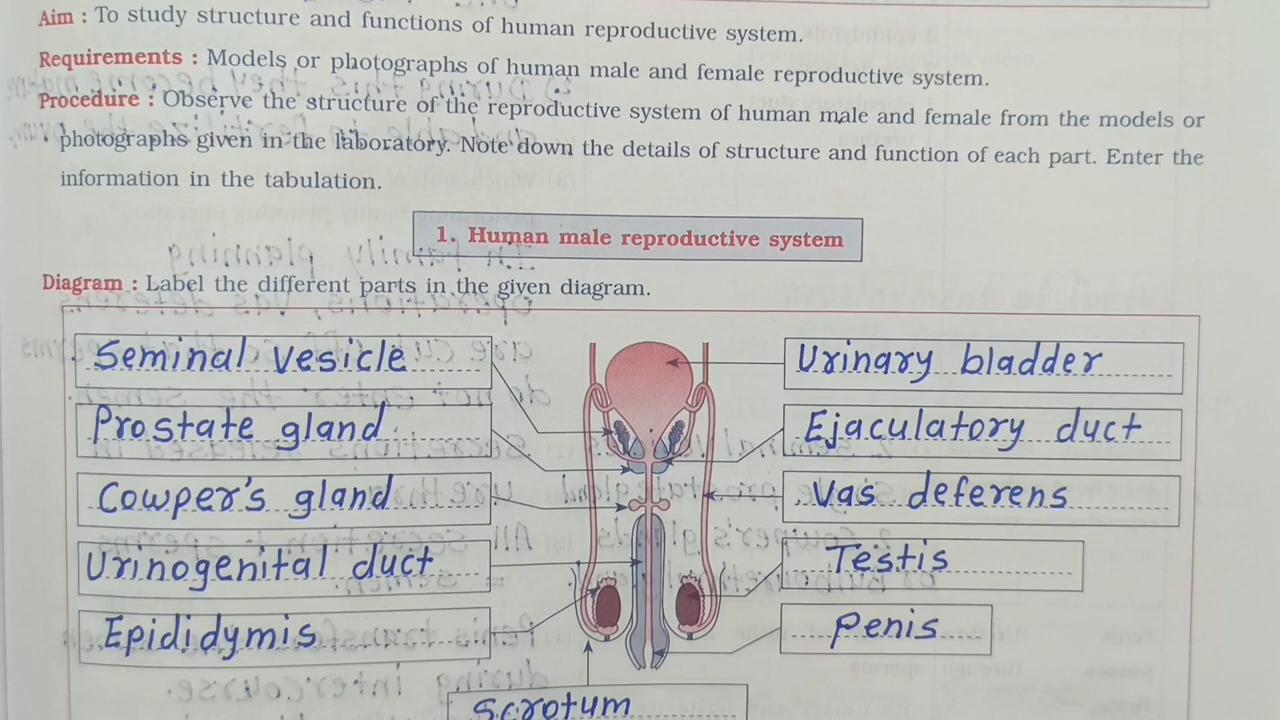 Aim : To study structure and functions of human reproductive system.
Requirements : Models or photographs of human male and female reproductive system.
Procedure : Observe the structure of the reproductive system of human male and female from the models or
photographs given in the laboratory. Note down the details of structure and function of each part. Enter the
information in the tabulation.
1. Human male reproductive system
Diagram : Label the different parts in the given diagram.
Seminal vesicle
Urinary bladder
Prostate gland
Ejaculatory duct
Cowper's gland
Vas deferens
Urinogenital duct
Testis
Epididymis
Penis
Scrotum